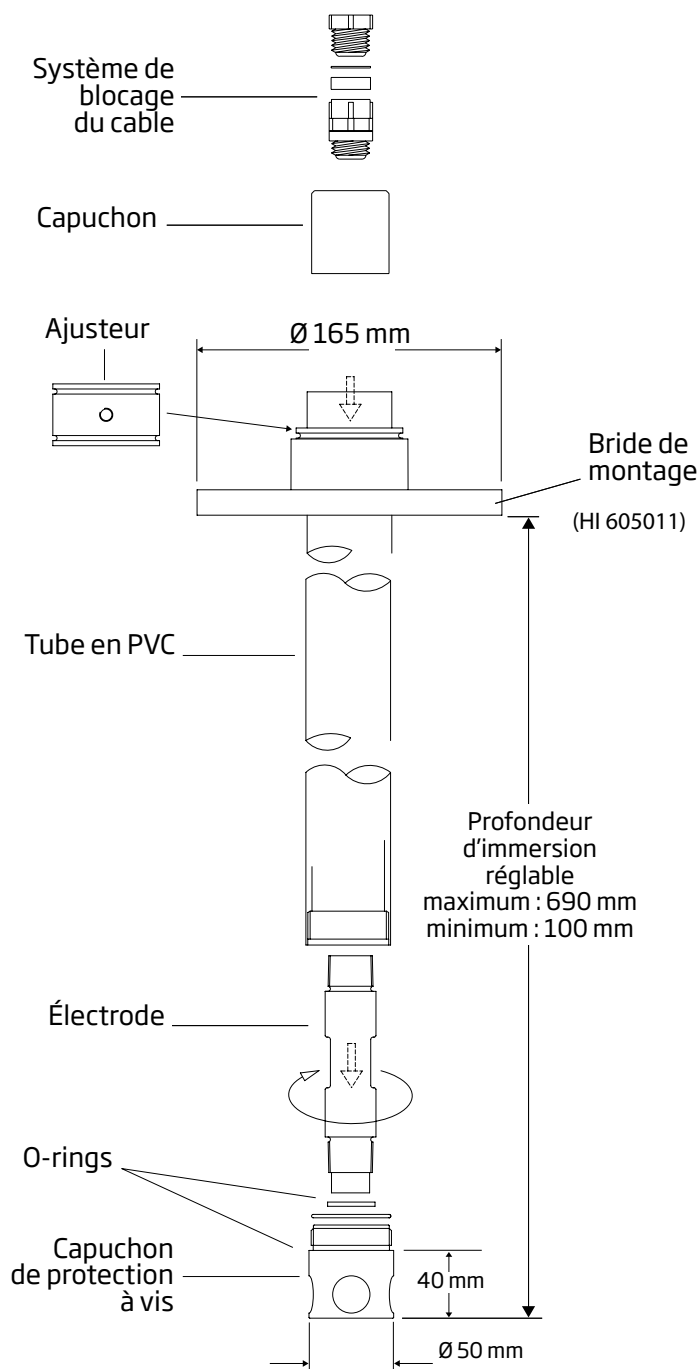 Système de
blocage
du cable
Capuchon
Ajusteur
Ø 165 mm
Bride de
montage
(HI 605011)
Tube en PVC
Profondeur
d'immersion
réglable
maximum : 690 mm
minimum : 100 mm
Électrode
O-rings
Capuchon
de protection
à vis
40 mm
Ø 50 mm